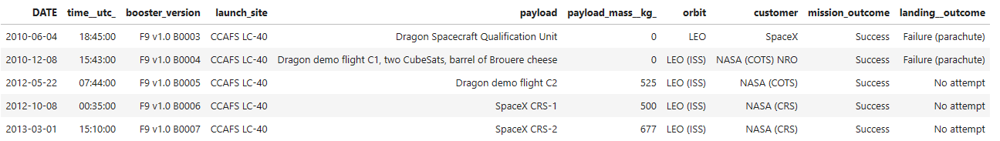 DATE time__utc_ booster_version launch_site payload payload_mass__kg_ orbit customer mission_outcome landing__outcome
2010-06-04 18:45:00 F9 v1.0 B0003 CCAFS LC-40 Dragon Spacecraft Qualification Unit 0 LEO SpaceX Success Failure (parachute)
2010-12-08 15:43:00 F9 v1.0 B0004 CCAFS LC-40 Dragon demo flight C1, two CubeSats, barrel of Brouere cheese 0 LEO (ISS) NASA (COTS) NRO Success Failure (parachute)
2012-05-22 07:44:00 F9 v1.0 B0005 CCAFS LC-40 Dragon demo flight C2 525 LEO (ISS) NASA (COTS) Success No attempt
2012-10-08 00:35:00 F9 v1.0 B0006 CCAFS LC-40 SpaceX CRS-1 500 LEO (ISS) NASA (CRS) Success No attempt
2013-03-01 15:10:00 F9 v1.0 B0007 CCAFS LC-40 SpaceX CRS-2 677 LEO (ISS) NASA (CRS) Success No attempt